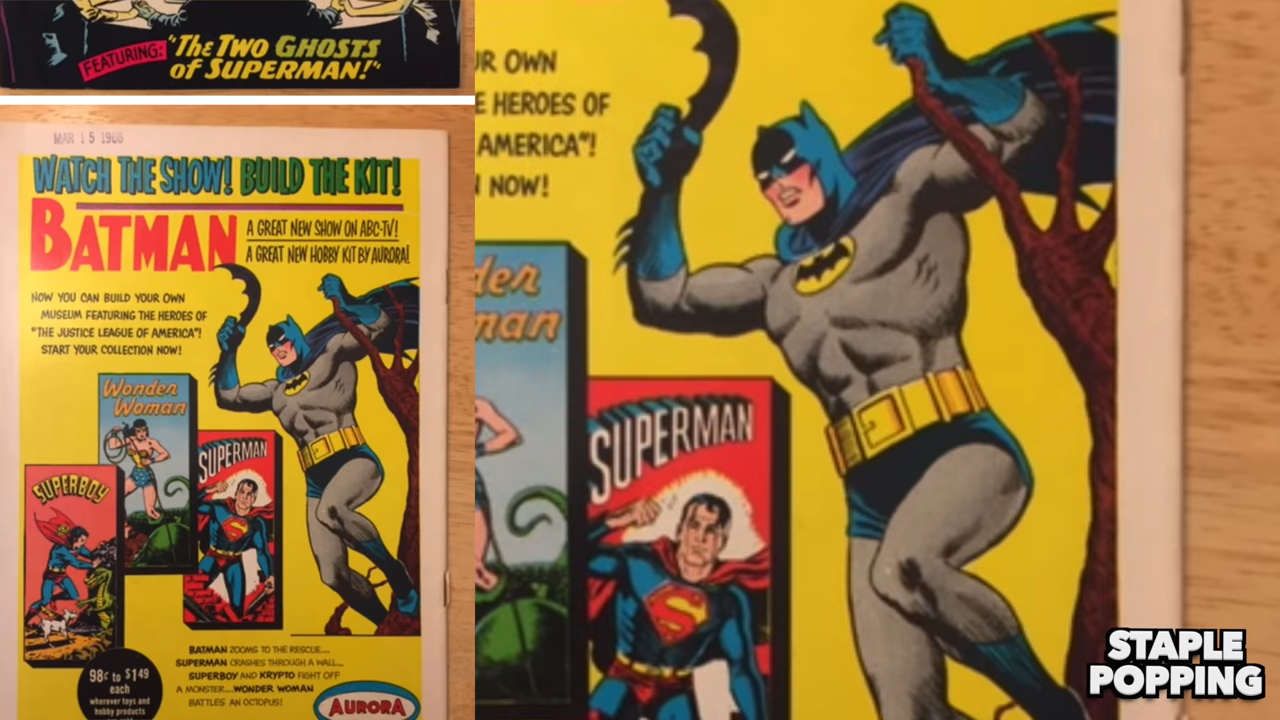 FEATURING: "THE TWO GHOSTS
of SUPERMAN!"
MAR 15 1966
WATCH THE SHOW! BUILD THE KIT!
BATMAN
A GREAT NEW SHOW ON ABC-TV!
A GREAT NEW HOBBY KIT BY AURORA!
NOW YOU CAN BUILD YOUR OWN
MUSEUM FEATURING THE HEROES OF
"THE JUSTICE LEAGUE OF AMERICA"!
START YOUR COLLECTION NOW!
Wonder
Woman
SUPERMAN
SUPERBOY
BATMAN ZOOMS TO THE RESCUE...
SUPERMAN CRASHES THROUGH A WALL...
SUPERBOY AND KRYPTO FIGHT OFF
A MONSTER...WONDER WOMAN
BATTLES AN OCTOPUS!
98¢ to $1.49
each
wherever toys and
hobby products
AURORA
UR OWN
E HEROES OF
AMERICA"!
N NOW!
der
man
SUPERMAN
STAPLE
POPPING